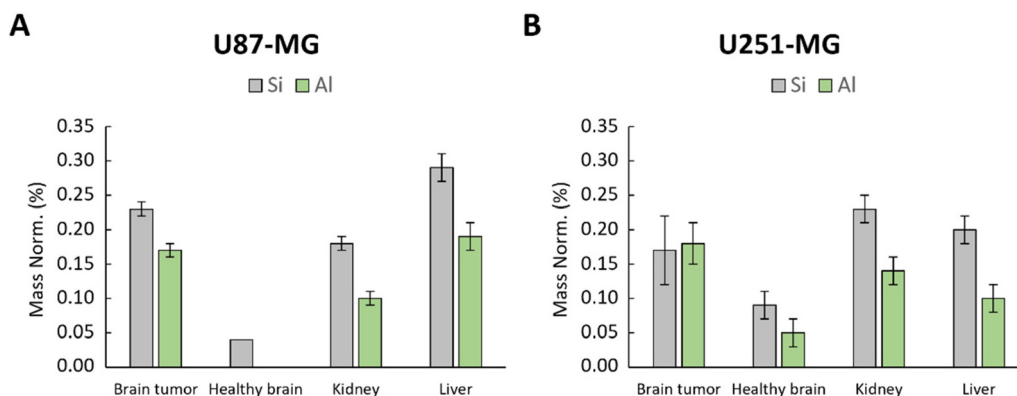 A
U87-MG
Si Al
Mass Norm. (%)
0.35
0.30
0.25
0.20
0.15
0.10
0.05
0.00
Brain tumor Healthy brain Kidney Liver
B
U251-MG
Si Al
Mass Norm. (%)
0.35
0.30
0.25
0.20
0.15
0.10
0.05
0.00
Brain tumor Healthy brain Kidney Liver